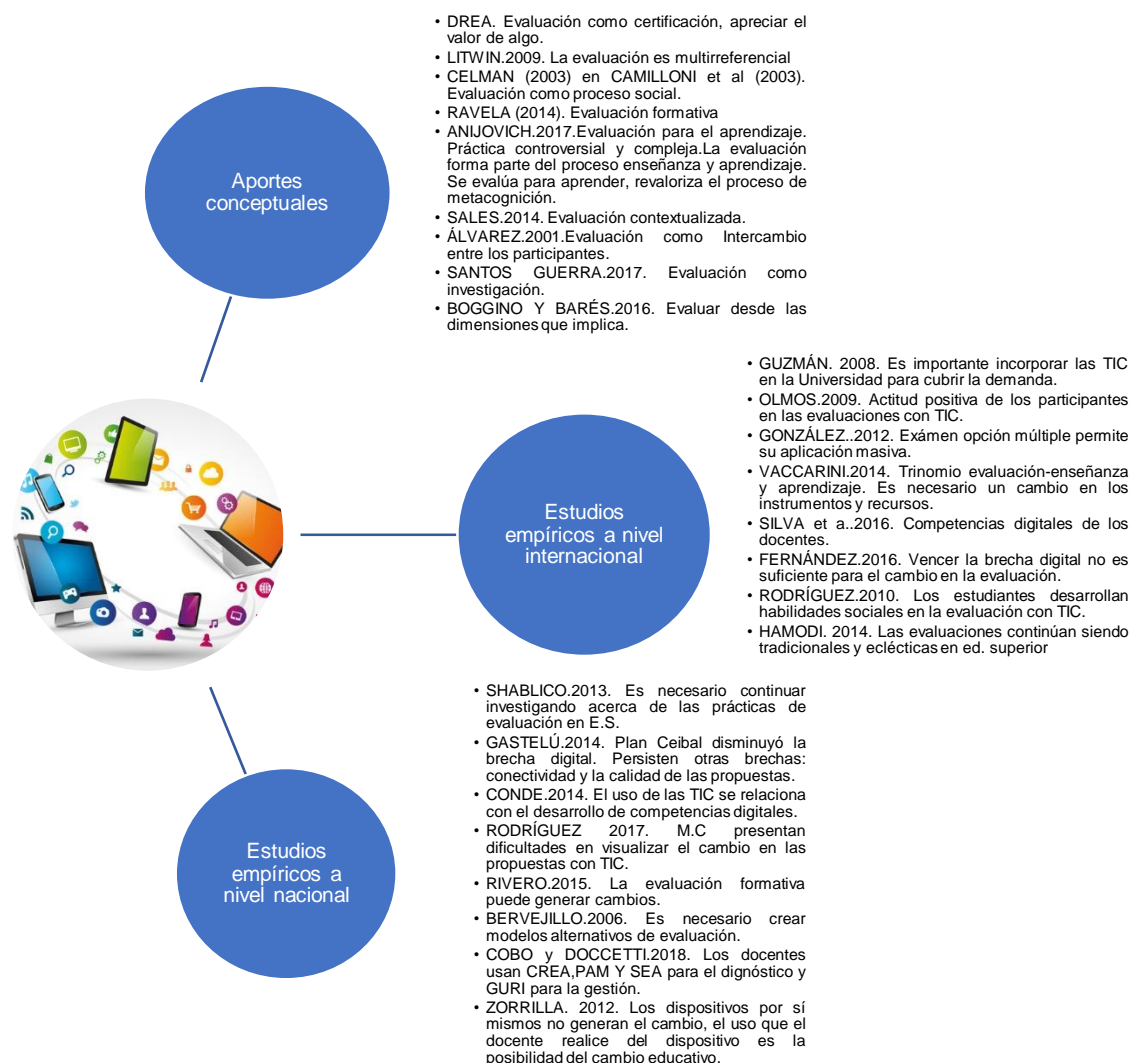 • DREA. Evaluación como certificación, apreciar el
valor de algo.
• LITWIN.2009. La evaluación es multirreferencial
• CELMAN (2003) en CAMILLONI et al (2003).
Evaluación como proceso social.
• RAVELA (2014). Evaluación formativa
• ANIJOVICH.2017.Evaluación para el aprendizaje.
Práctica controversial y compleja.La evaluación
forma parte del proceso enseñanza y aprendizaje.
Se evalúa para aprender, revaloriza el proceso de
metacognición.
• SALES.2014. Evaluación contextualizada.
• ÁLVAREZ.2001.Evaluación como Intercambio
entre los participantes.
• SANTOS GUERRA.2017. Evaluación como
investigación.
• BOGGINO Y BARÉS.2016. Evaluar desde las
dimensiones que implica.
Aportes
conceptuales
• GUZMÁN. 2008. Es importante incorporar las TIC
en la Universidad para cubrir la demanda.
• OLMOS.2009. Actitud positiva de los participantes
en las evaluaciones con TIC.
• GONZÁLEZ..2012. Exámen opción múltiple permite
su aplicación masiva.
• VACCARINI.2014. Trinomio evaluación-enseñanza
y aprendizaje. Es necesario un cambio en los
instrumentos y recursos.
• SILVA et a..2016. Competencias digitales de los
docentes.
• FERNÁNDEZ.2016. Vencer la brecha digital no es
suficiente para el cambio en la evaluación.
• RODRÍGUEZ.2010. Los estudiantes desarrollan
habilidades sociales en la evaluación con TIC.
• HAMODI. 2014. Las evaluaciones continúan siendo
tradicionales y eclécticas en ed. superior
Estudios
empíricos a nivel
internacional
• SHABLICO.2013. Es necesario continuar
investigando acerca de las prácticas de
evaluación en E.S.
• GASTELÚ.2014. Plan Ceibal disminuyó la
brecha digital. Persisten otras brechas:
conectividad y la calidad de las propuestas.
• CONDE.2014. El uso de las TIC se relaciona
con el desarrollo de competencias digitales.
• RODRÍGUEZ 2017. M.C presentan
dificultades en visualizar el cambio en las
propuestas con TIC.
• RIVERO.2015. La evaluación formativa
puede generar cambios.
• BERVEJILLO.2006. Es necesario crear
modelos alternativos de evaluación.
• COBO y DOCCETTI.2018. Los docentes
usan CREA,PAM Y SEA para el dignóstico y
GURI para la gestión.
• ZORRILLA. 2012. Los dispositivos por sí
mismos no generan el cambio, el uso que el
docente realice del dispositivo es la
posibilidad del cambio educativo.
Estudios
empíricos a
nivel nacional